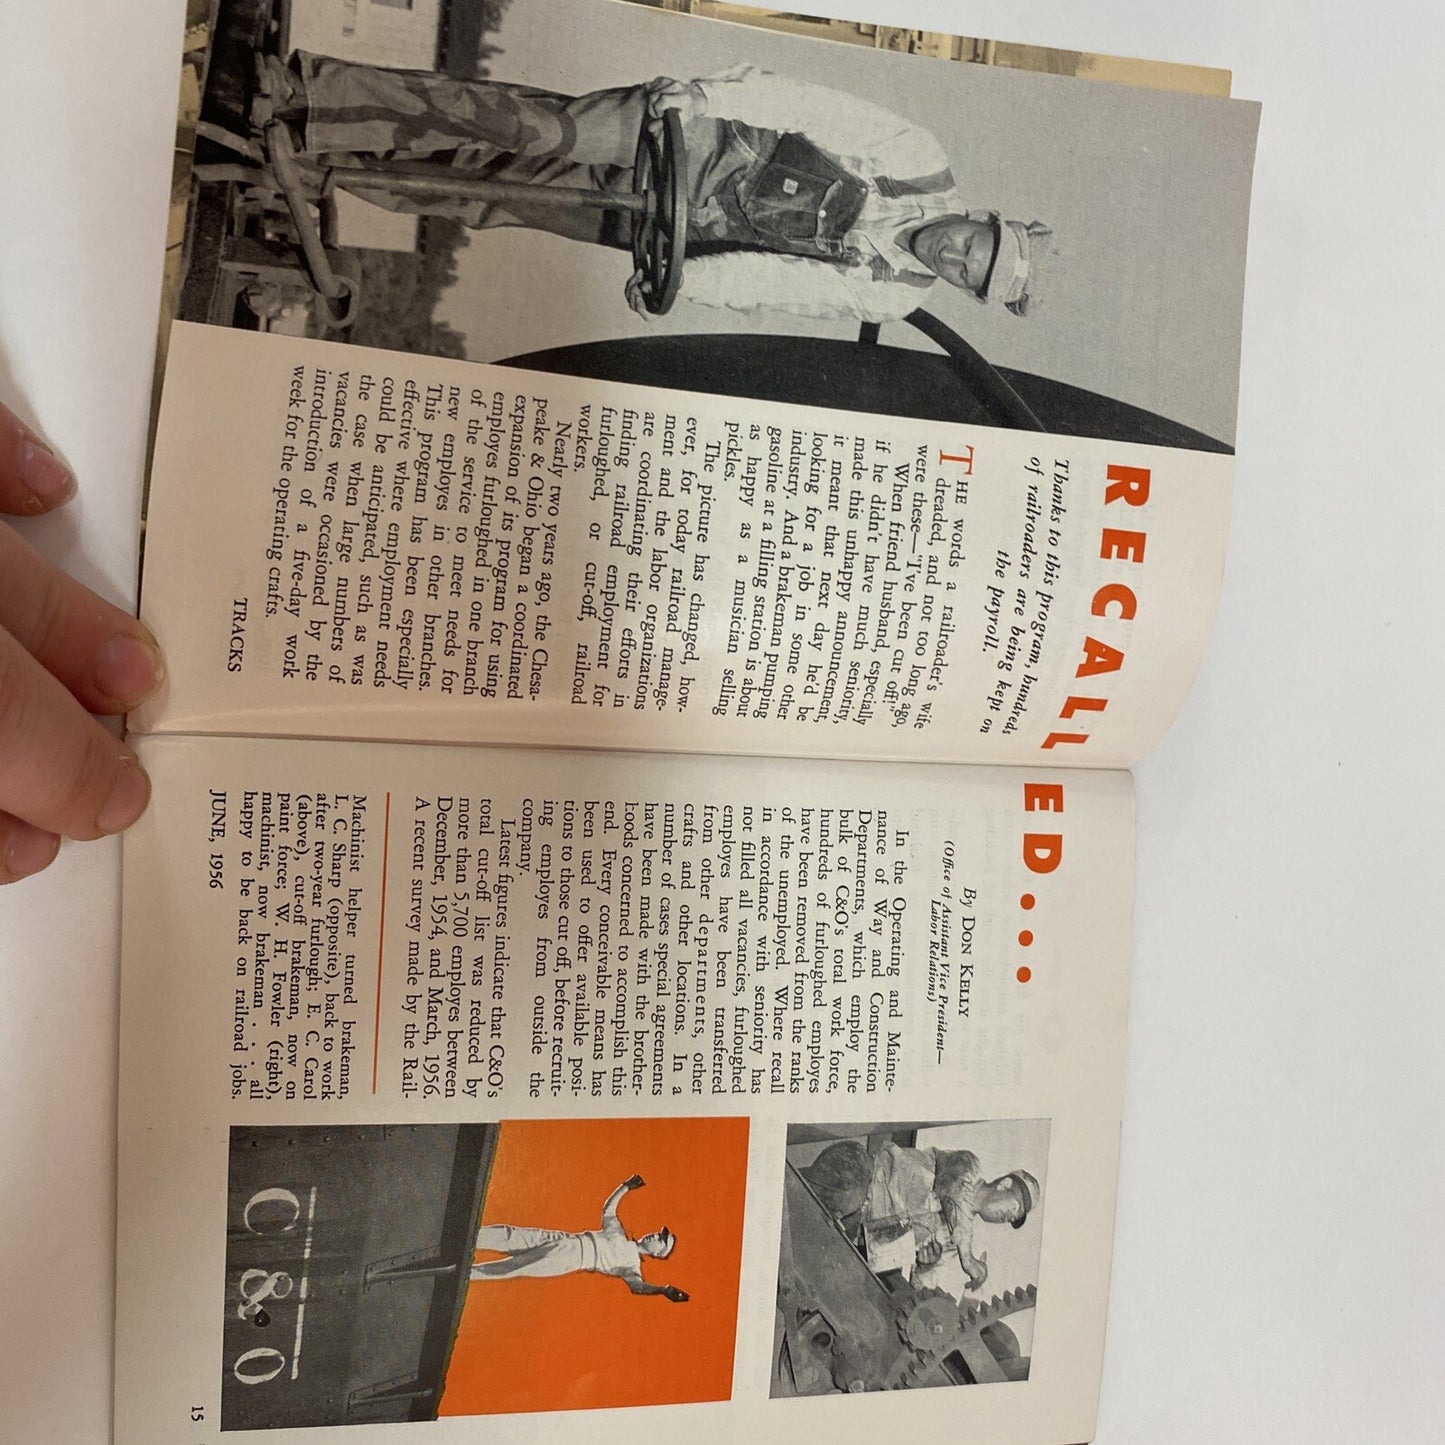 RECALLED...
Thanks to this program, hundreds
of railroaders are being kept on
the payroll.
THE words a railroader's wife
dreaded, and not too long ago,
were these—"I've been cut off!"
When friend husband, especially
if he didn't have much seniority,
made this unhappy announcement,
it meant that next day he'd be
looking for a job in some other
industry. And a brakeman pumping
gasoline at a filling station is about
as happy as a musician selling
pickles.
The picture has changed, how-
ever, for today railroad manage-
ment and the labor organizations
are coordinating their efforts in
finding railroad employment for
furloughed, or cut-off, railroad
workers.
Nearly two years ago, the Chesa-
peake & Ohio began a coordinated
expansion of its program for using
employes furloughed in one branch
of the service to meet needs for
new employes in other branches.
This program has been especially
effective where employment needs
could be anticipated, such as was
the case when large numbers of
vacancies were occasioned by the
introduction of a five-day work
week for the operating crafts.
TRACKS
By DON KELLY
(Office of Assistant Vice President—
Labor Relations)
In the Operating and Mainte-
nance of Way and Construction
Departments, which employ the
bulk of C&O's total work force,
hundreds of furloughed employes
have been removed from the ranks
of the unemployed. Where recall
in accordance with seniority has
not filled all vacancies, furloughed
employes have been transferred
from other departments, other
crafts and other locations. In a
number of cases special agreements
have been made with the brother-
hoods concerned to accomplish this
end. Every conceivable means has
been used to offer available posi-
tions to those cut off, before recruit-
ing employes from outside the
company.
Latest figures indicate that C&O's
total cut-off list was reduced by
more than 5,700 employes between
December, 1954, and March, 1956.
A recent survey made by the Rail-
Machinist helper turned brakeman,
L. C. Sharp (opposite), back to work
after two-year furlough; E. C. Carol
(above), cut-off brakeman, now on
paint force; W. H. Fowler (right),
machinist, now brakeman . . . all
happy to be back on railroad jobs.
JUNE, 1956
C & O
15